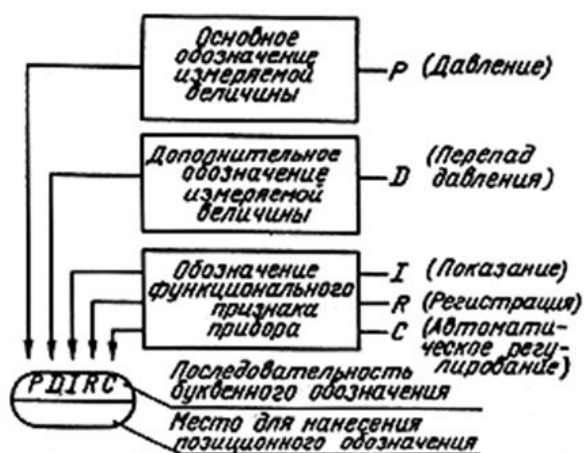 Основное
обозначение
измеряемой
величины
P (Давление)
Дополнительное
обозначение
измеряемой
величины
D (Перепад
давления)
Обозначение
функционального
признака
прибора
I (Показание)
R (Регистрация)
C (Автомати-
ческое регу-
лирование)
PDIRC
Последовательность
буквенного обозначения
Место для нанесения
позиционного обозначения